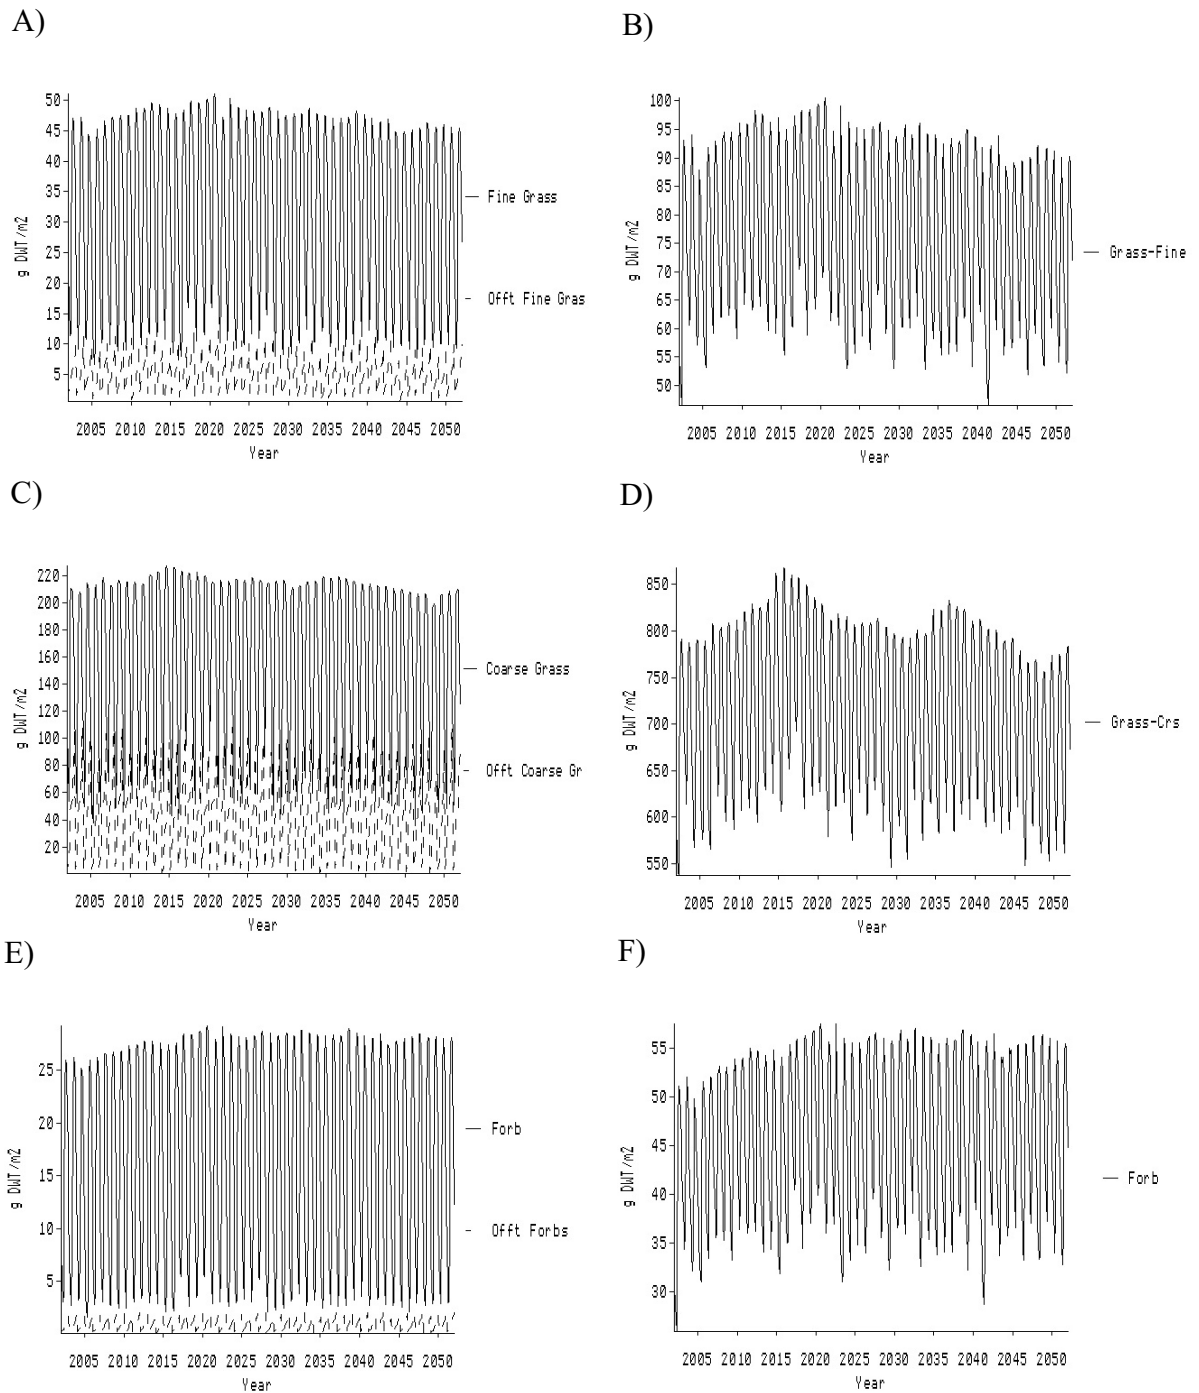 A)
B)
50
45
40
35
30
25
20
15
10
5
g DWT/m2
Fine Grass
Offt Fine Gras
2005 2010 2015 2020 2025 2030 2035 2040 2045 2050
Year
100
95
90
85
80
75
70
65
60
55
50
g DWT/m2
Grass-Fine
2005 2010 2015 2020 2025 2030 2035 2040 2045 2050
Year
C)
D)
220
200
180
160
140
120
100
80
60
40
20
g DWT/m2
Coarse Grass
Offt Coarse Gr
2005 2010 2015 2020 2025 2030 2035 2040 2045 2050
Year
850
800
750
700
650
600
550
g DWT/m2
Grass-Crs
2005 2010 2015 2020 2025 2030 2035 2040 2045 2050
Year
E)
F)
25
20
15
10
5
g DWT/m2
Forb
Offt Forbs
2005 2010 2015 2020 2025 2030 2035 2040 2045 2050
Year
55
50
45
40
35
30
g DWT/m2
Forb
2005 2010 2015 2020 2025 2030 2035 2040 2045 2050
Year